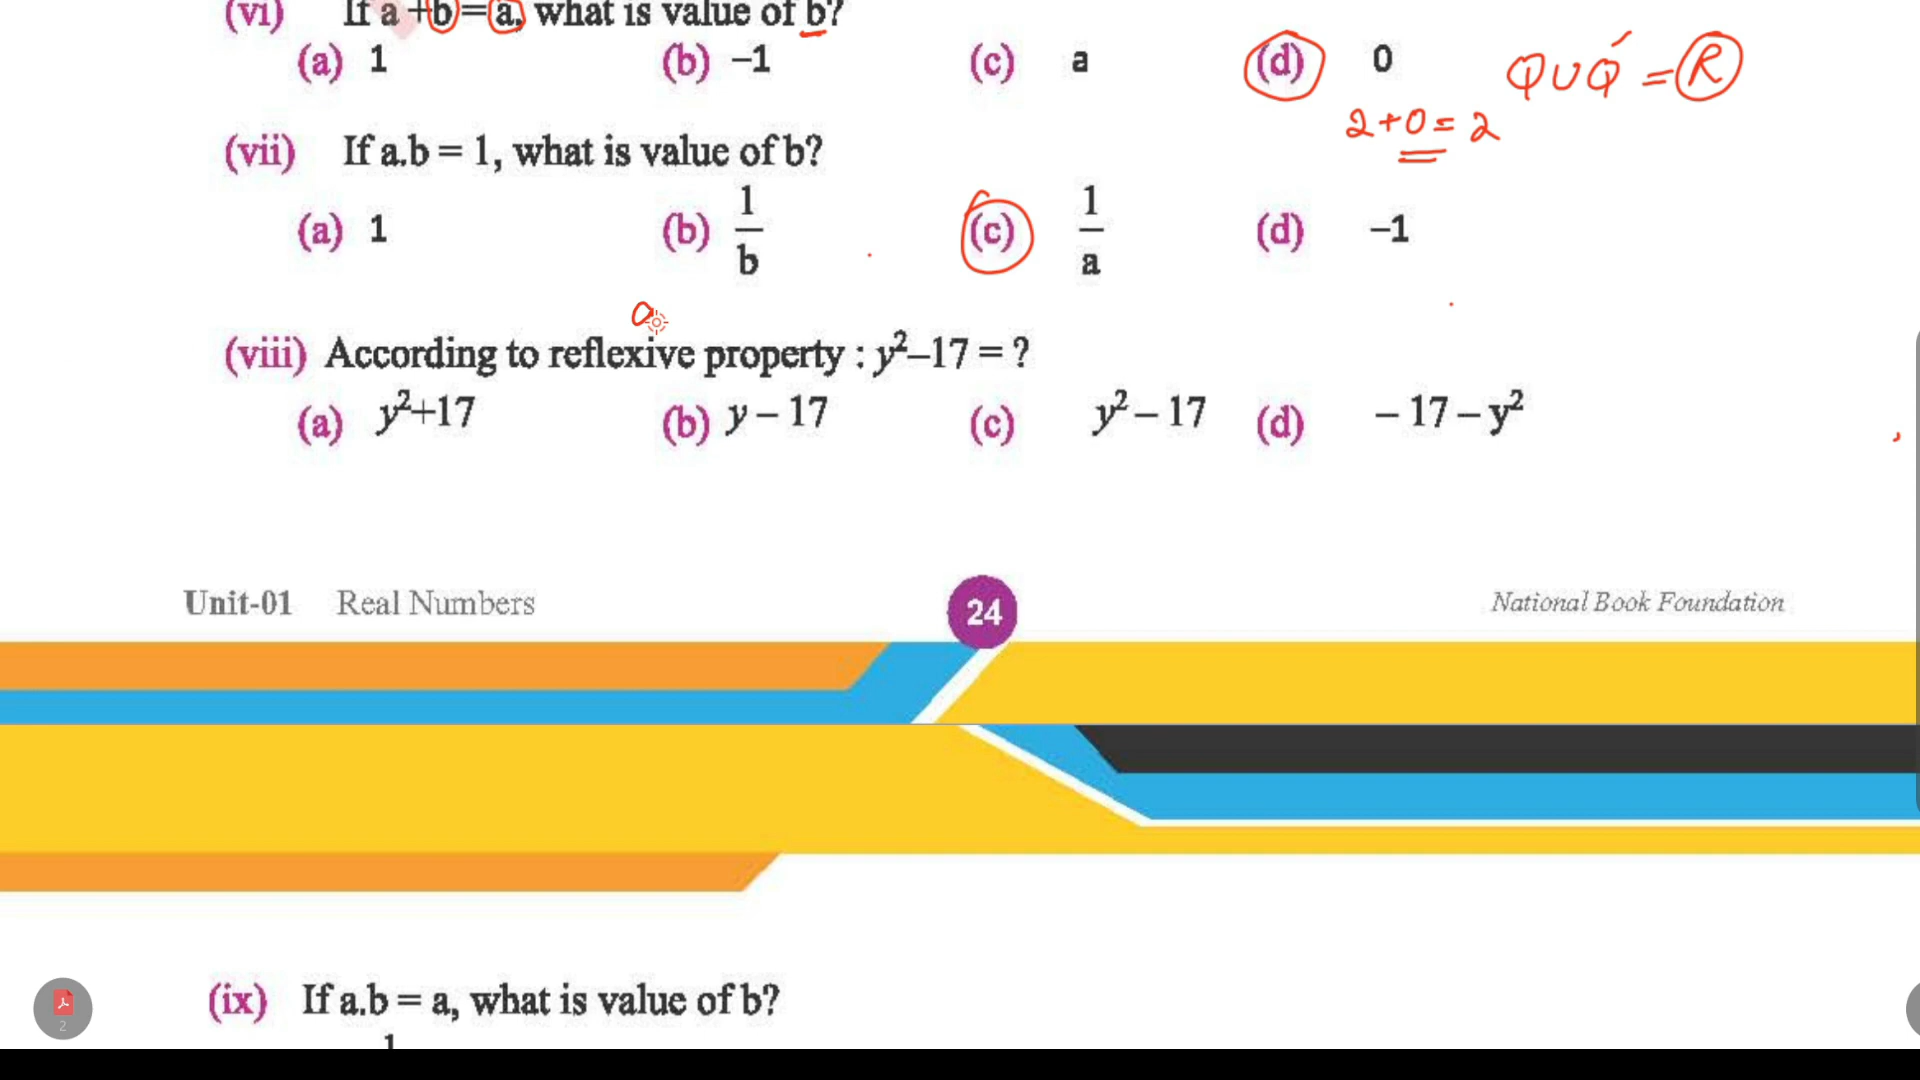 (vi) If a + b = a, what is value of b?
(a) 1 (b) –1 (c) a (d) 0 Q∪Q́ = R
2+0=2
(vii) If a.b = 1, what is value of b?
(a) 1 (b) 1/b (c) 1/a (d) –1
a
(viii) According to reflexive property : y²–17 = ?
(a) y²+17 (b) y – 17 (c) y² – 17 (d) – 17 – y²
Unit-01 Real Numbers 24 National Book Foundation
(ix) If a.b = a, what is value of b?
1
2